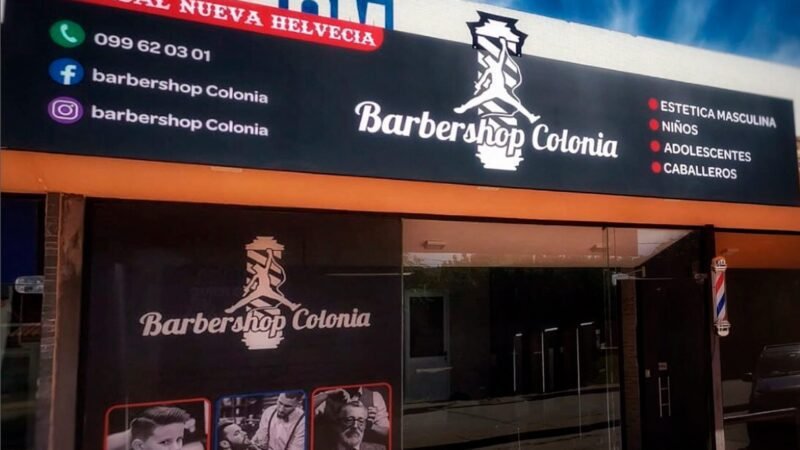 NUEVA HELVECIA
099 62 03 01
barbershop Colonia
barbershop Colonia
Barbershop Colonia
ESTETICA MASCULINA
NIÑOS
ADOLESCENTES
CABALLEROS
Barbershop Colonia